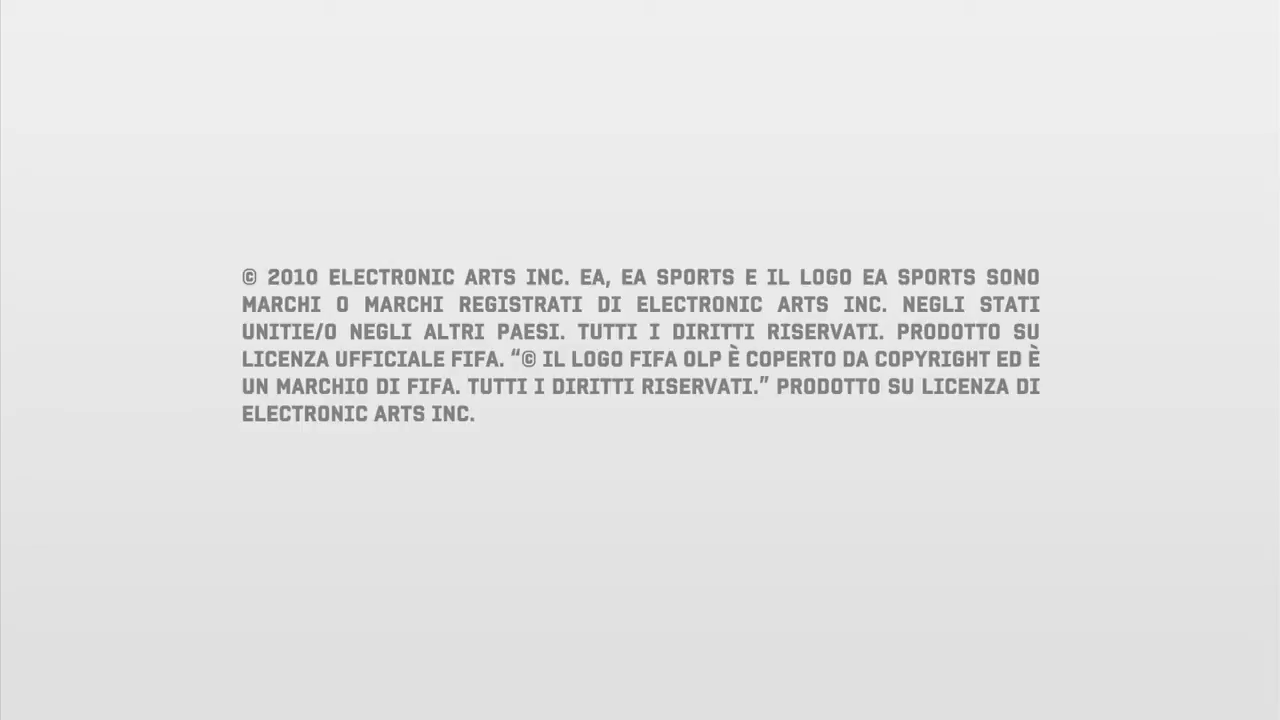 © 2010 ELECTRONIC ARTS INC. EA, EA SPORTS E IL LOGO EA SPORTS SONO
MARCHI O MARCHI REGISTRATI DI ELECTRONIC ARTS INC. NEGLI STATI
UNITIE/O NEGLI ALTRI PAESI. TUTTI I DIRITTI RISERVATI. PRODOTTO SU
LICENZA UFFICIALE FIFA. “© IL LOGO FIFA OLP È COPERTO DA COPYRIGHT ED È
UN MARCHIO DI FIFA. TUTTI I DIRITTI RISERVATI.” PRODOTTO SU LICENZA DI
ELECTRONIC ARTS INC.